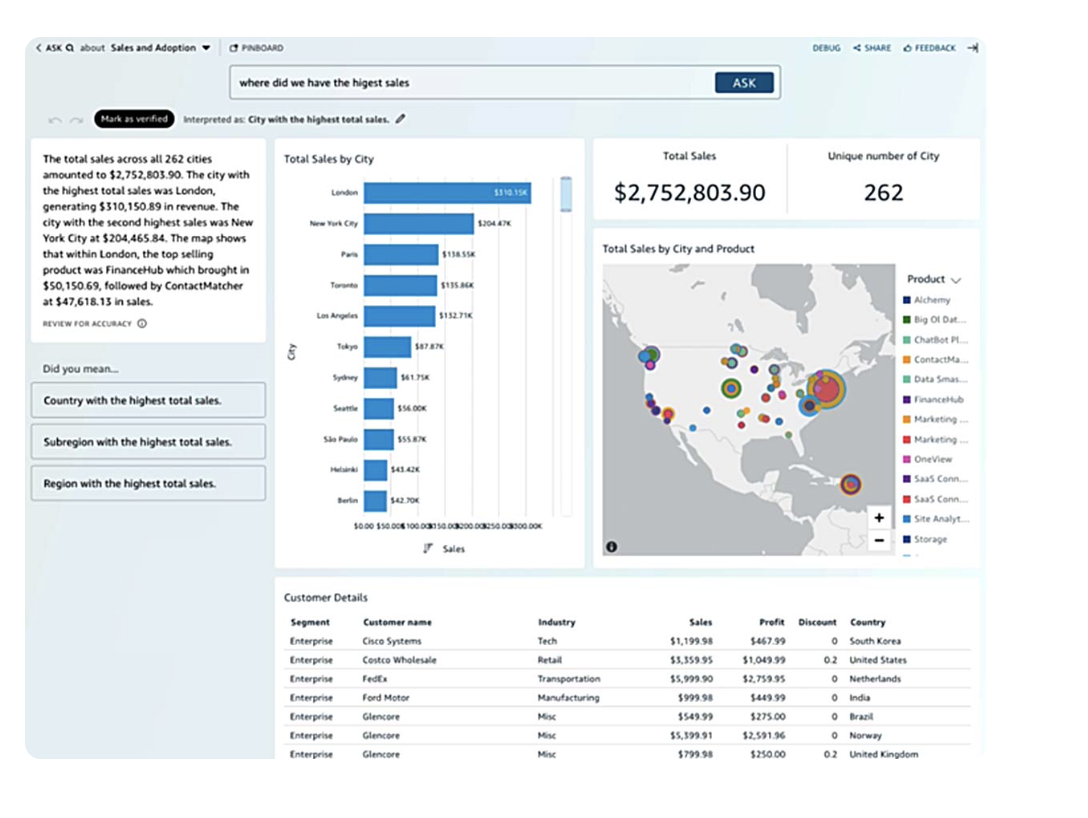 ASK about Sales and Adoption
PINBOARD
DEBUG SHARE FEEDBACK
where did we have the higest sales
ASK
Mark as verified
Interpreted as: City with the highest total sales.
The total sales across all 262 cities
amounted to $2,752,803.90. The city with
the highest total sales was London,
generating $310,150.89 in revenue. The
city with the second highest sales was New
York City at $204,465.84. The map shows
that within London, the top selling
product was FinanceHub which brought in
$50,150.69, followed by ContactMatcher
at $47,618.13 in sales.
REVIEW FOR ACCURACY
Did you mean...
Country with the highest total sales.
Subregion with the highest total sales.
Region with the highest total sales.
Total Sales by City
City
London $310.15K
New York City $204.47K
Paris $138.55K
Toronto $135.86K
Los Angeles $132.71K
Tokyo $87.87K
Sydney $61.75K
Seattle $56.00K
São Paulo $55.87K
Helsinki $43.42K
Berlin $42.70K
$0.00 $50.00K $100.00K $150.00K $200.00K $250.00K $300.00K
Sales
Total Sales
$2,752,803.90
Unique number of City
262
Total Sales by City and Product
Product
Alchemy
Big Ol Dat...
ChatBot Pl...
ContactMa...
Data Smas...
FinanceHub
Marketing ...
Marketing ...
OneView
SaaS Conn...
SaaS Conn...
Site Analyt...
Storage
+
−
Customer Details
Segment Customer name Industry Sales Profit Discount Country
Enterprise Cisco Systems Tech $1,199.98 $467.99 0 South Korea
Enterprise Costco Wholesale Retail $3,359.95 $1,049.99 0.2 United States
Enterprise FedEx Transportation $5,999.90 $2,759.95 0 Netherlands
Enterprise Ford Motor Manufacturing $999.98 $449.99 0 India
Enterprise Glencore Misc $549.99 $275.00 0 Brazil
Enterprise Glencore Misc $5,399.91 $2,591.96 0 Norway
Enterprise Glencore Misc $799.98 $250.00 0.2 United Kingdom